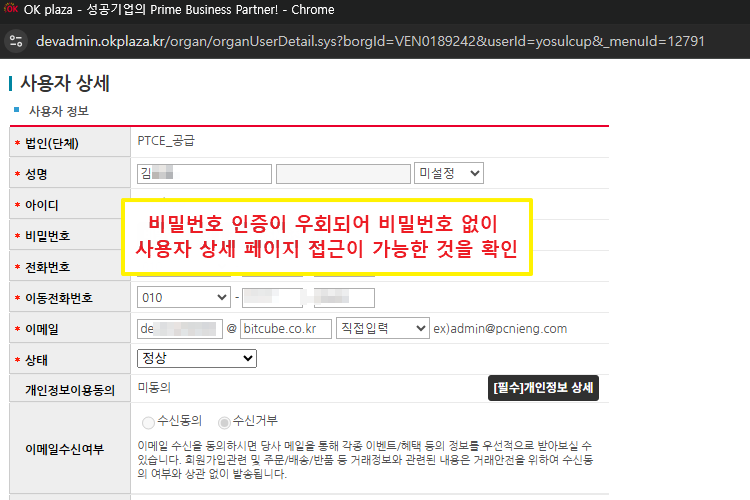 OK plaza - 성공기업의 Prime Business Partner! - Chrome
devadmin.okplaza.kr/organ/organUserDetail.sys?borgId=VEN0189242&userId=yosulcup&_menuId=12791
사용자 상세
사용자 정보
* 법인(단체) PTCE_공급
* 성명 김 미설정
* 아이디
* 비밀번호
비밀번호 인증이 우회되어 비밀번호 없이
사용자 상세 페이지 접근이 가능한 것을 확인
* 전화번호
* 이동전화번호 010 -
* 이메일 de @ bitcube.co.kr 직접입력 ex)admin@pcnieng.com
* 상태 정상
개인정보이용동의 미동의 [필수]개인정보 상세
이메일수신여부 수신동의 수신거부
이메일 수신을 동의하시면 당사 메일을 통해 각종 이벤트/혜택 등의 정보를 우선적으로 받아보실 수
있습니다. 회원가입관련 및 주문/배송/반품 등 거래정보와 관련된 내용은 거래안전을 위하여 수신동
의 여부와 상관 없이 발송됩니다.